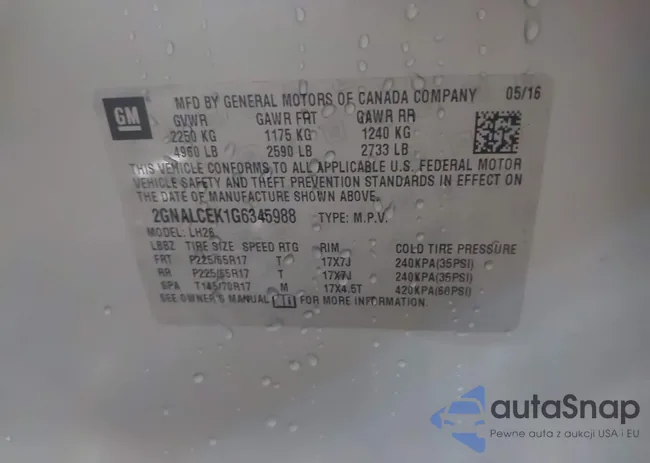 GM
MFD BY GENERAL MOTORS OF CANADA COMPANY 05/16
GVWR GAWR FRT GAWR RR
2250 KG 1175 KG 1240 KG
4960 LB 2590 LB 2733 LB
THIS VEHICLE CONFORMS TO ALL APPLICABLE U.S. FEDERAL MOTOR
VEHICLE SAFETY AND THEFT PREVENTION STANDARDS IN EFFECT ON
THE DATE OF MANUFACTURE SHOWN ABOVE.
2GNALCEK1G6345988 TYPE: M.P.V.
MODEL: LH26
LBBZ TIRE SIZE SPEED RTG RIM COLD TIRE PRESSURE
FRT P225/65R17 T 17X7J 240KPA(35PSI)
RR P225/65R17 T 17X7J 240KPA(35PSI)
SPA T145/70R17 M 17X4.5T 420KPA(60PSI)
SEE OWNER'S MANUAL FOR MORE INFORMATION.
autaSnap
Pewne auta z aukcji USA i EU